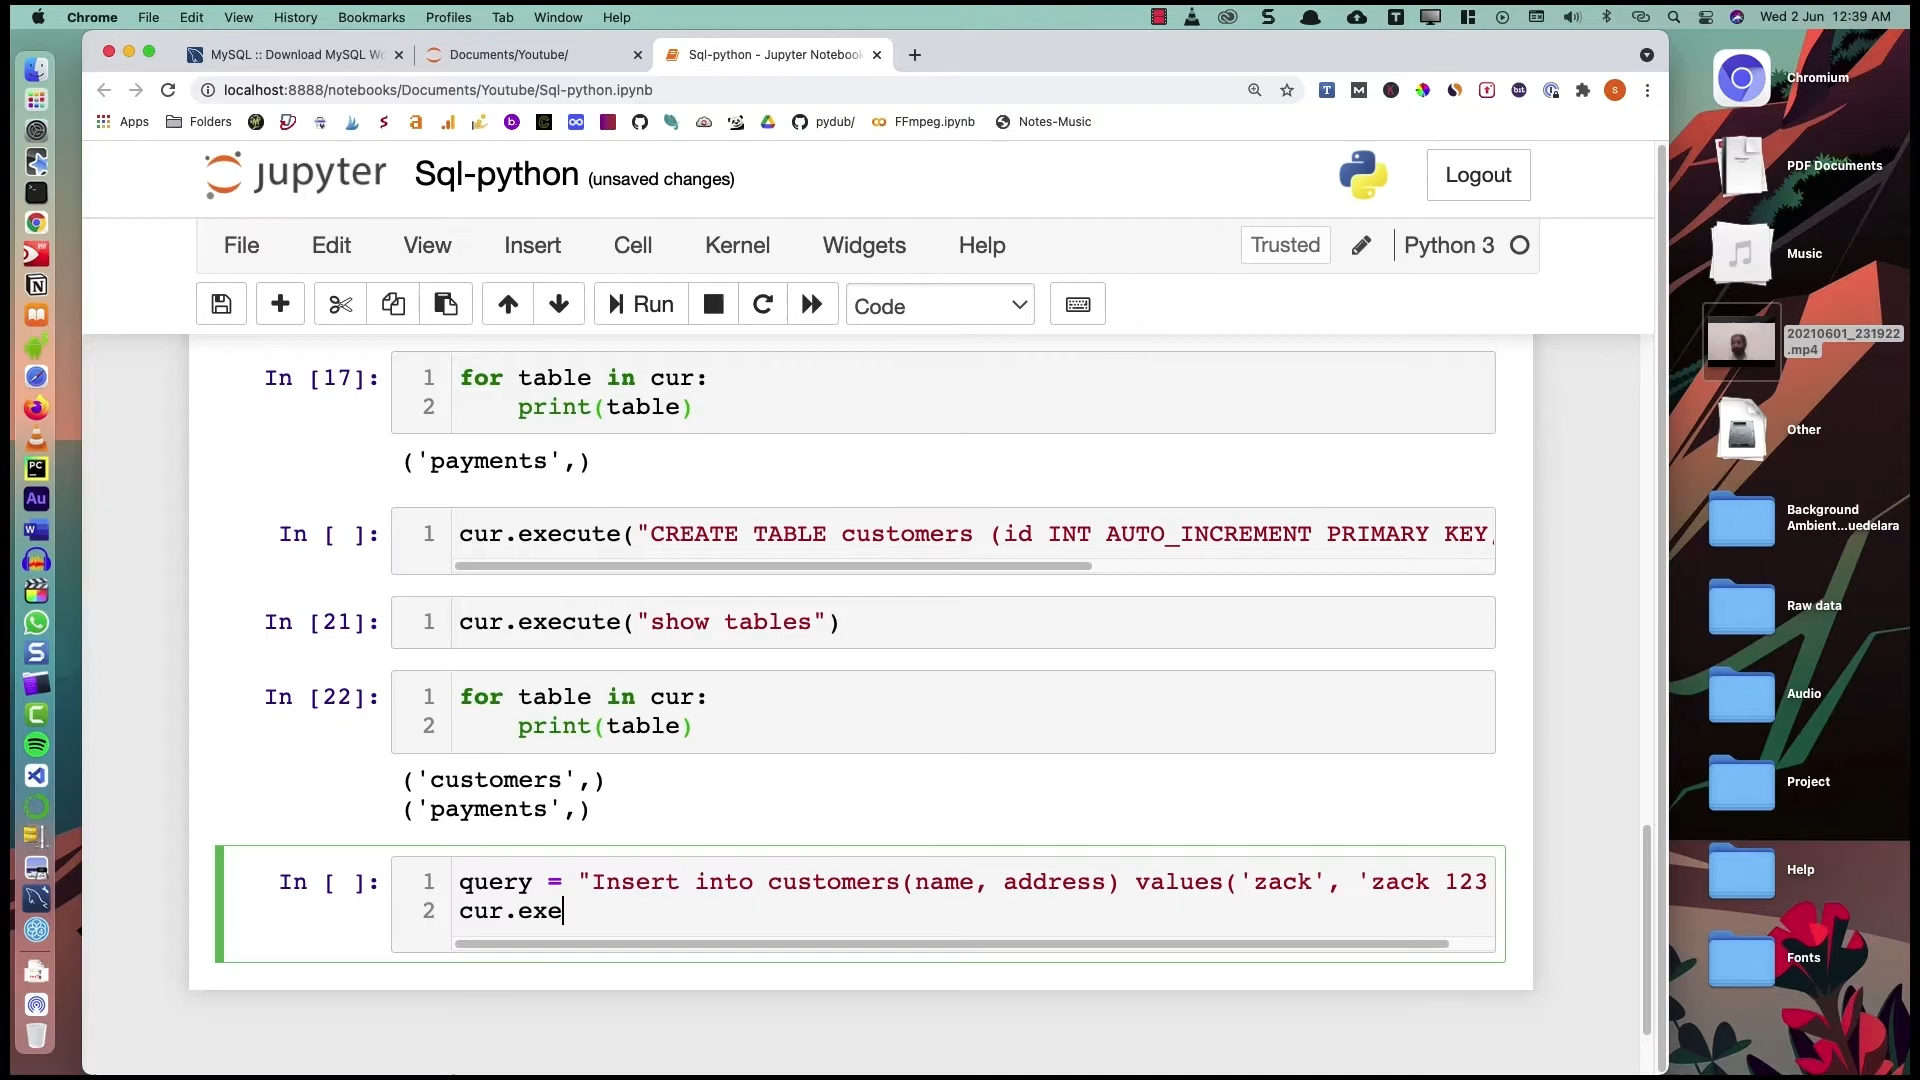 Chrome File Edit View History Bookmarks Profiles Tab Window Help
Wed 2 Jun 12:39 AM
MySQL :: Download MySQL Wo
Documents/Youtube/
Sql-python - Jupyter Notebook
localhost:8888/notebooks/Documents/Youtube/Sql-python.ipynb
Apps Folders pydub/ FFmpeg.ipynb Notes-Music
jupyter Sql-python (unsaved changes)
Logout
File Edit View Insert Cell Kernel Widgets Help
Trusted Python 3
Run Code
In [17]: 1 for table in cur:
2 print(table)
('payments',)
In [ ]: 1 cur.execute("CREATE TABLE customers (id INT AUTO_INCREMENT PRIMARY KEY,
In [21]: 1 cur.execute("show tables")
In [22]: 1 for table in cur:
2 print(table)
('customers',)
('payments',)
In [ ]: 1 query = "Insert into customers(name, address) values('zack', 'zack 123
2 cur.exe
Chromium
PDF Documents
Music
20210601_231922
.mp4
Other
Background
Ambient...uedelara
Raw data
Audio
Project
Help
Fonts
PC
Au